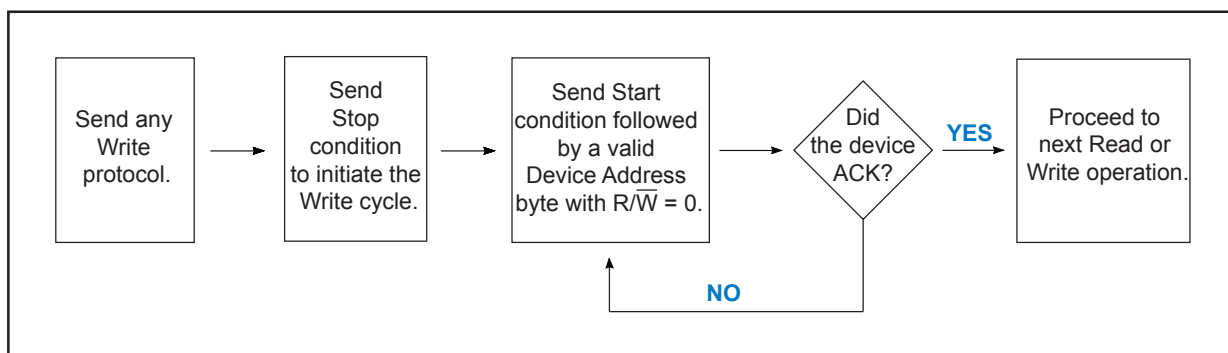 Send any
Write
protocol.
Send
Stop
condition
to initiate the
Write cycle.
Send Start
condition followed
by a valid
Device Address
byte with R/W̅ = 0.
Did
the device
ACK?
YES
Proceed to
next Read or
Write operation.
NO